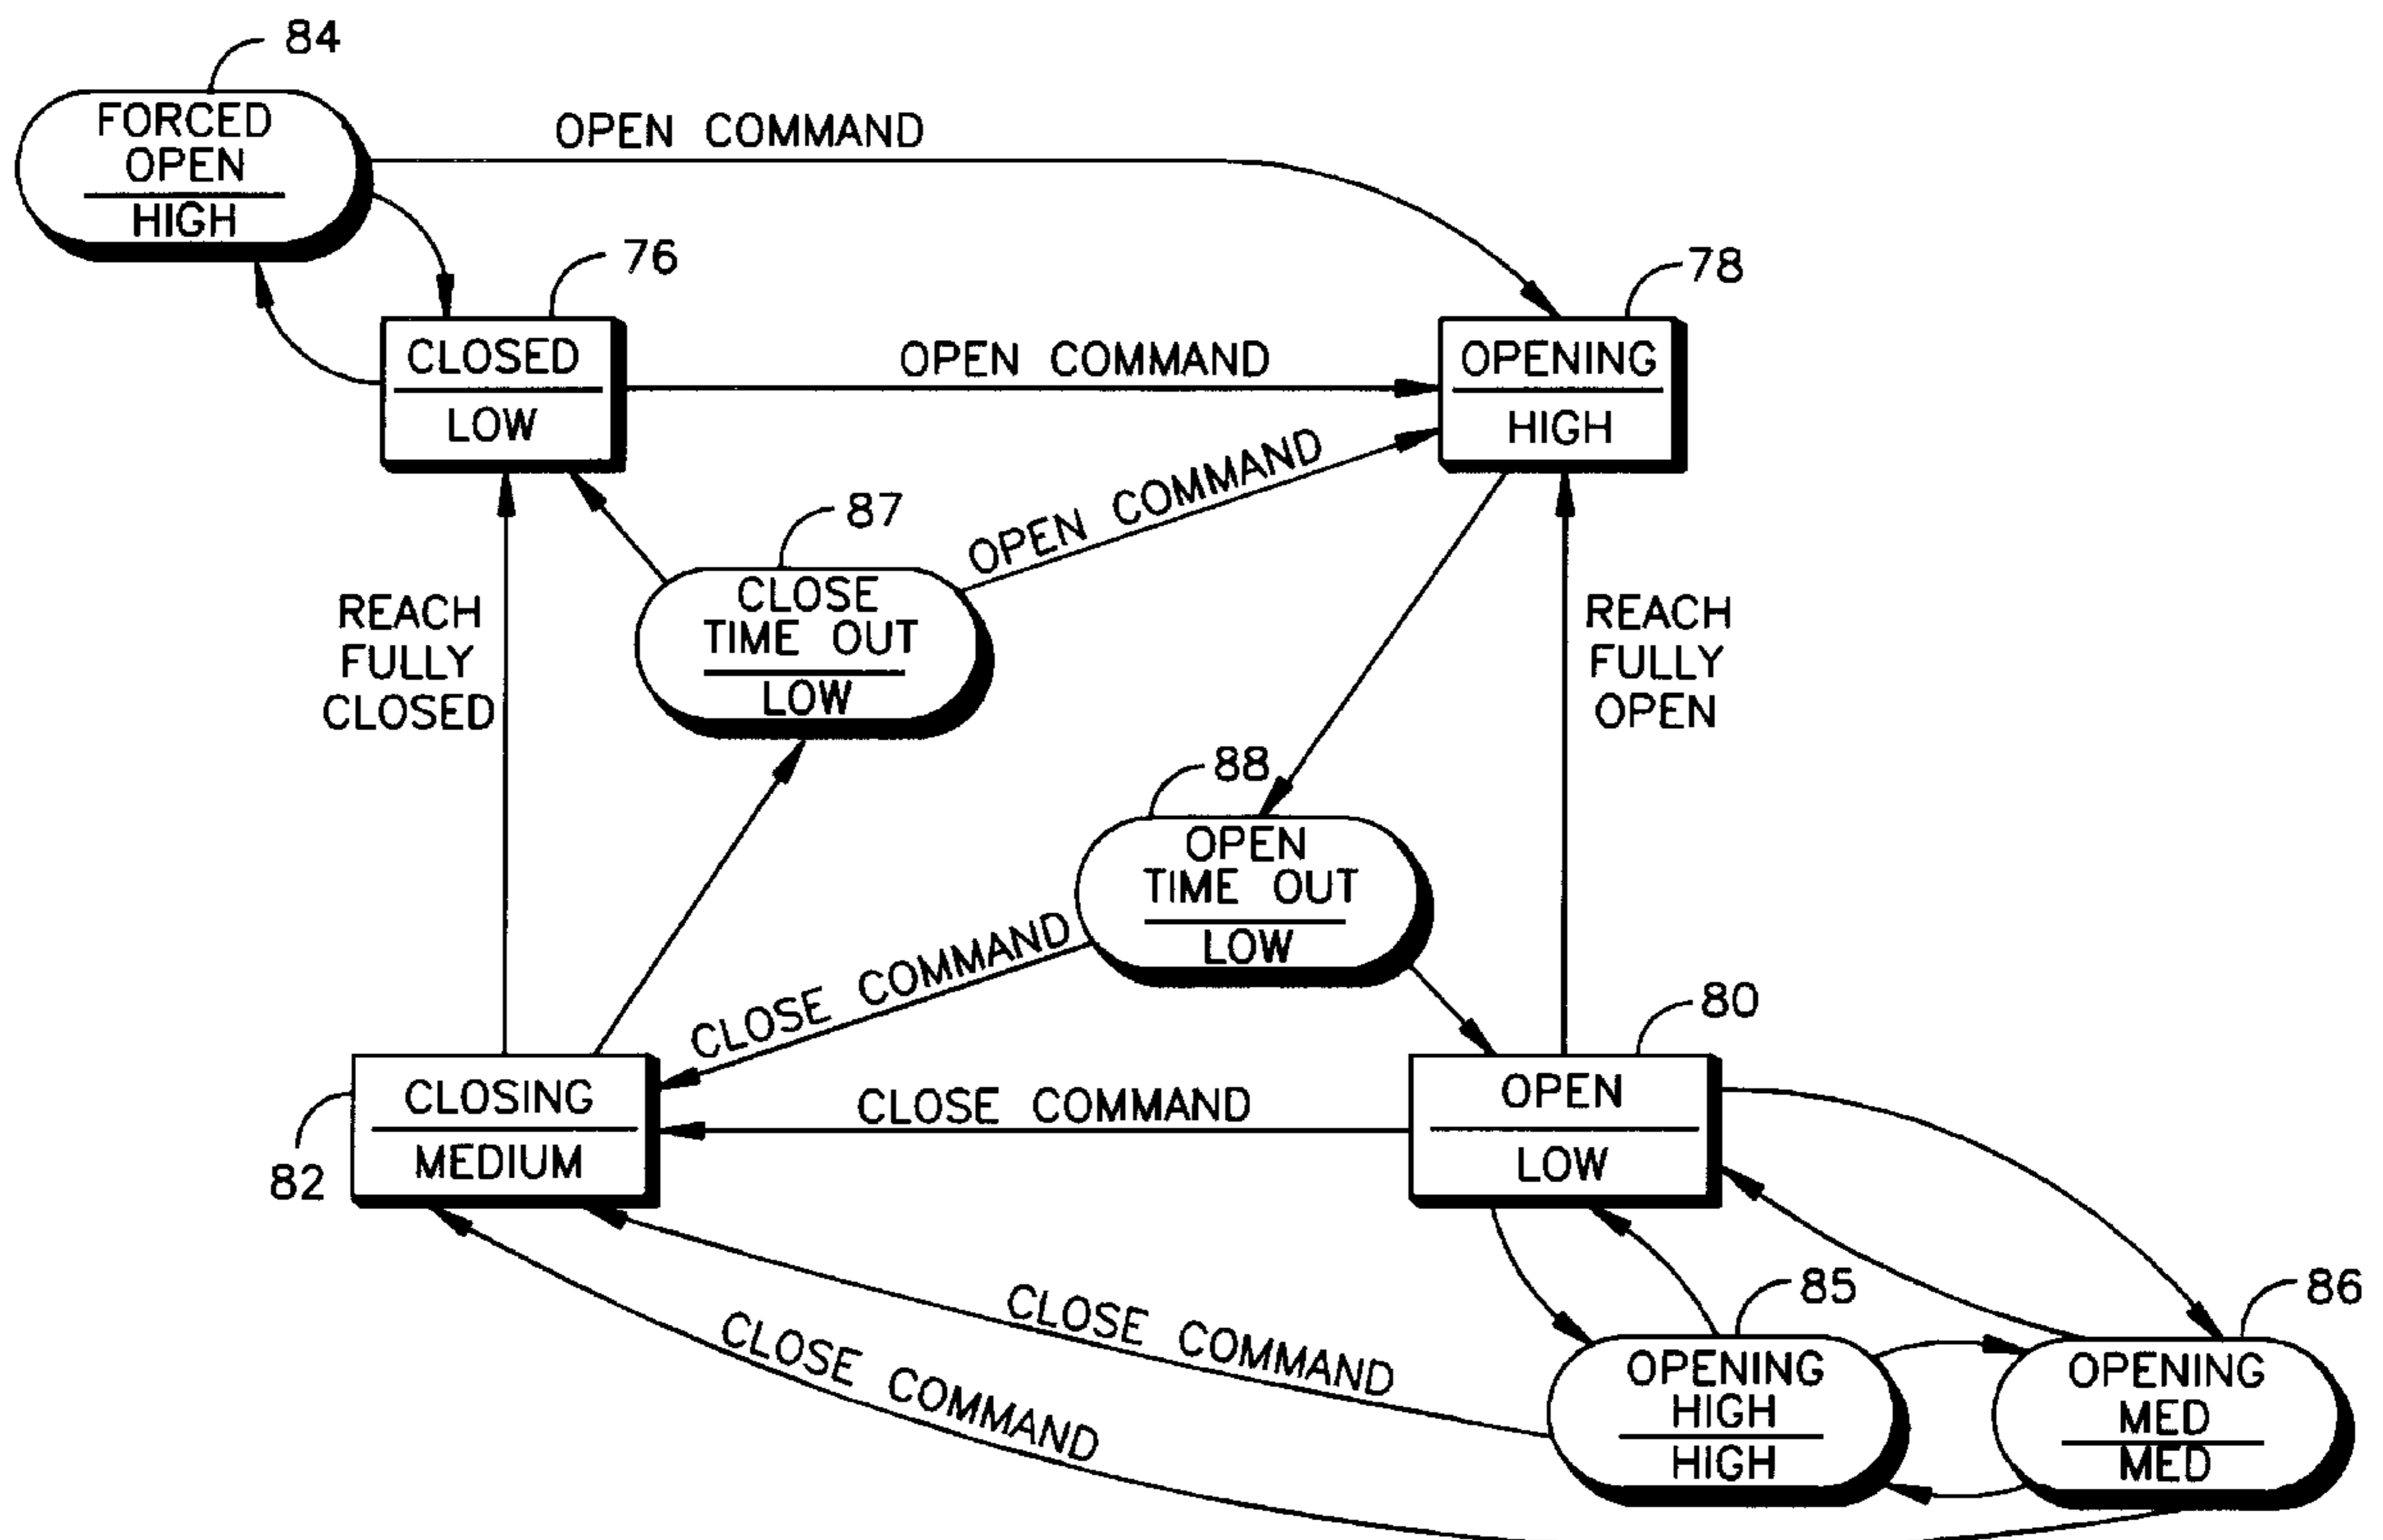 84
FORCED
OPEN
HIGH
OPEN COMMAND
76
78
CLOSED
LOW
OPEN COMMAND
OPENING
HIGH
OPEN COMMAND
87
CLOSE
TIME OUT
LOW
REACH
FULLY
CLOSED
REACH
FULLY
OPEN
88
OPEN
TIME OUT
LOW
CLOSE COMMAND
80
CLOSING
MEDIUM
82
CLOSE COMMAND
OPEN
LOW
CLOSE COMMAND
CLOSE COMMAND
85
OPENING
HIGH
HIGH
86
OPENING
MED
MED